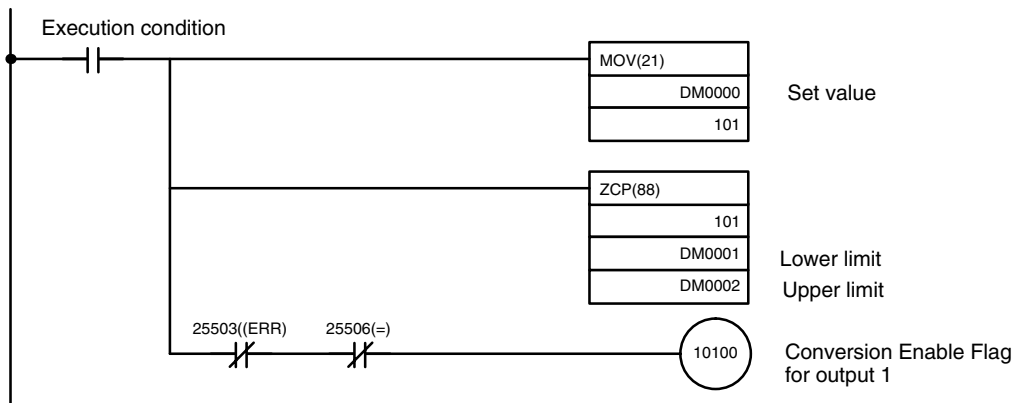 Execution condition
MOV(21)
DM0000
Set value
101
ZCP(88)
101
DM0001
Lower limit
DM0002
Upper limit
25503((ERR)
25506(=)
10100
Conversion Enable Flag
for output 1